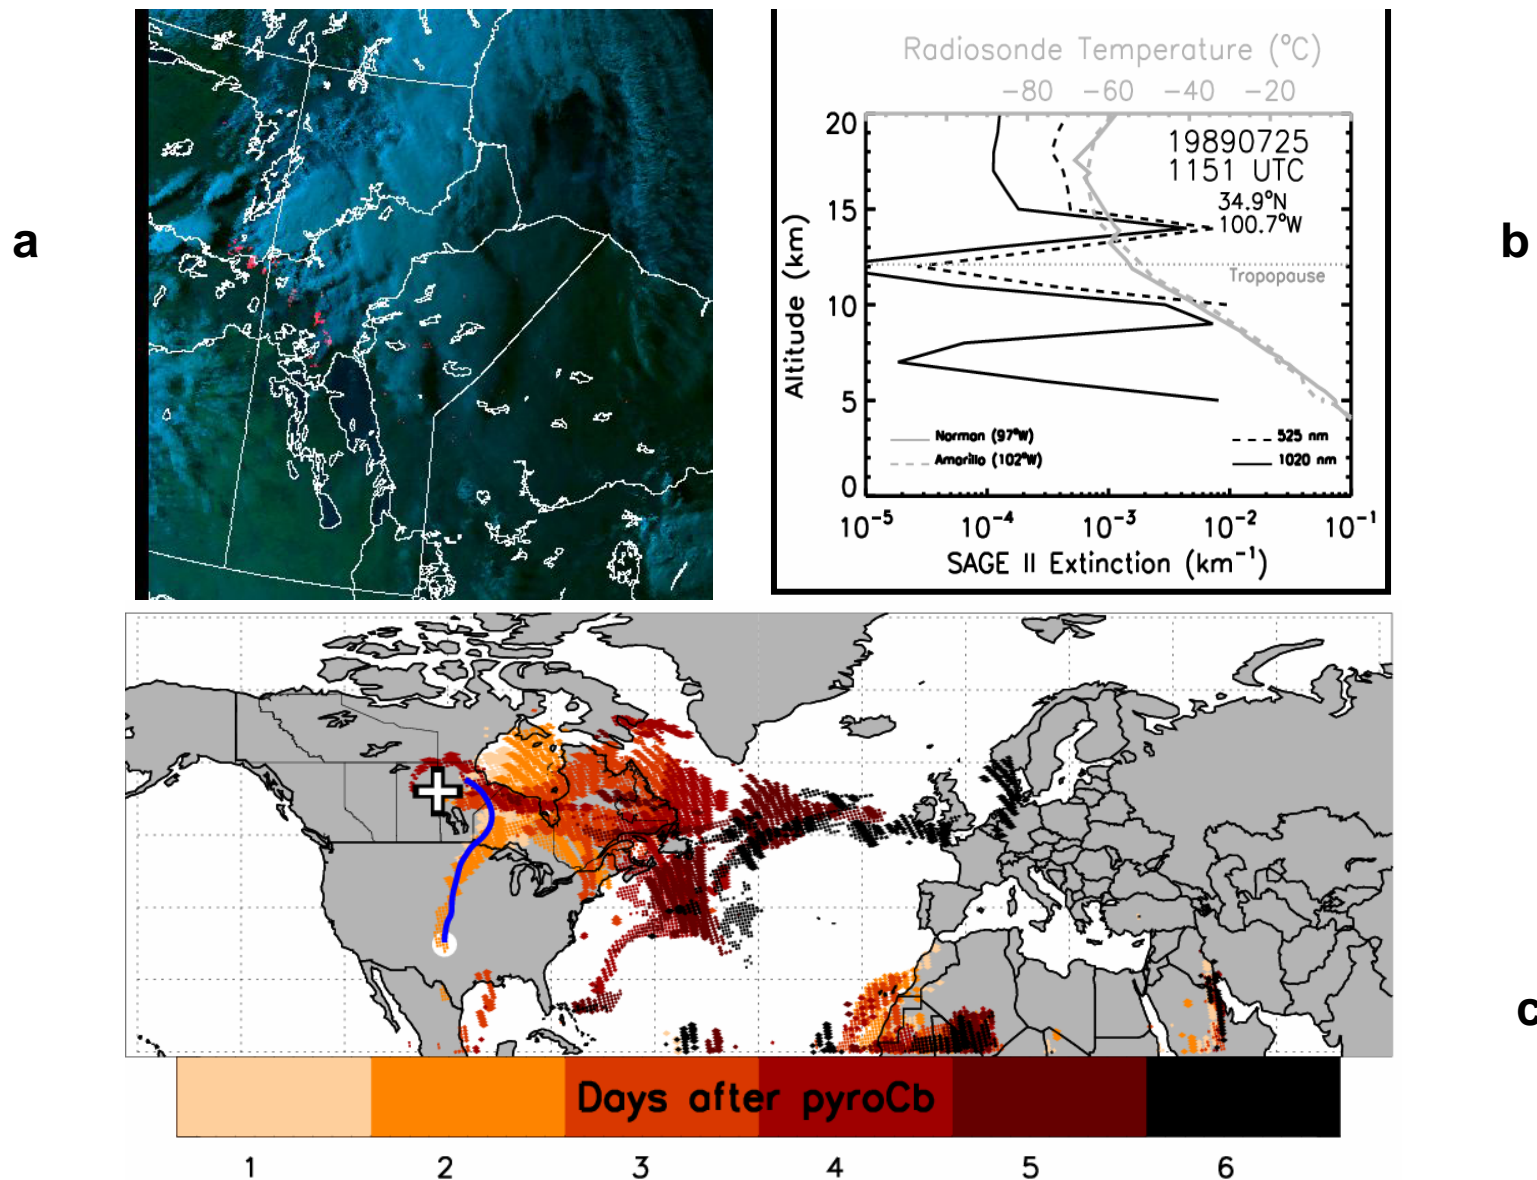 a
b
Radiosonde Temperature (°C)
−80 −60 −40 −20
20
15
10
5
0
Altitude (km)
19890725
1151 UTC
34.9°N
100.7°W
Tropopause
Norman (97°W)
Amarillo (102°W)
525 nm
1020 nm
10⁻⁵ 10⁻⁴ 10⁻³ 10⁻² 10⁻¹
SAGE II Extinction (km⁻¹)
c
Days after pyroCb
1 2 3 4 5 6